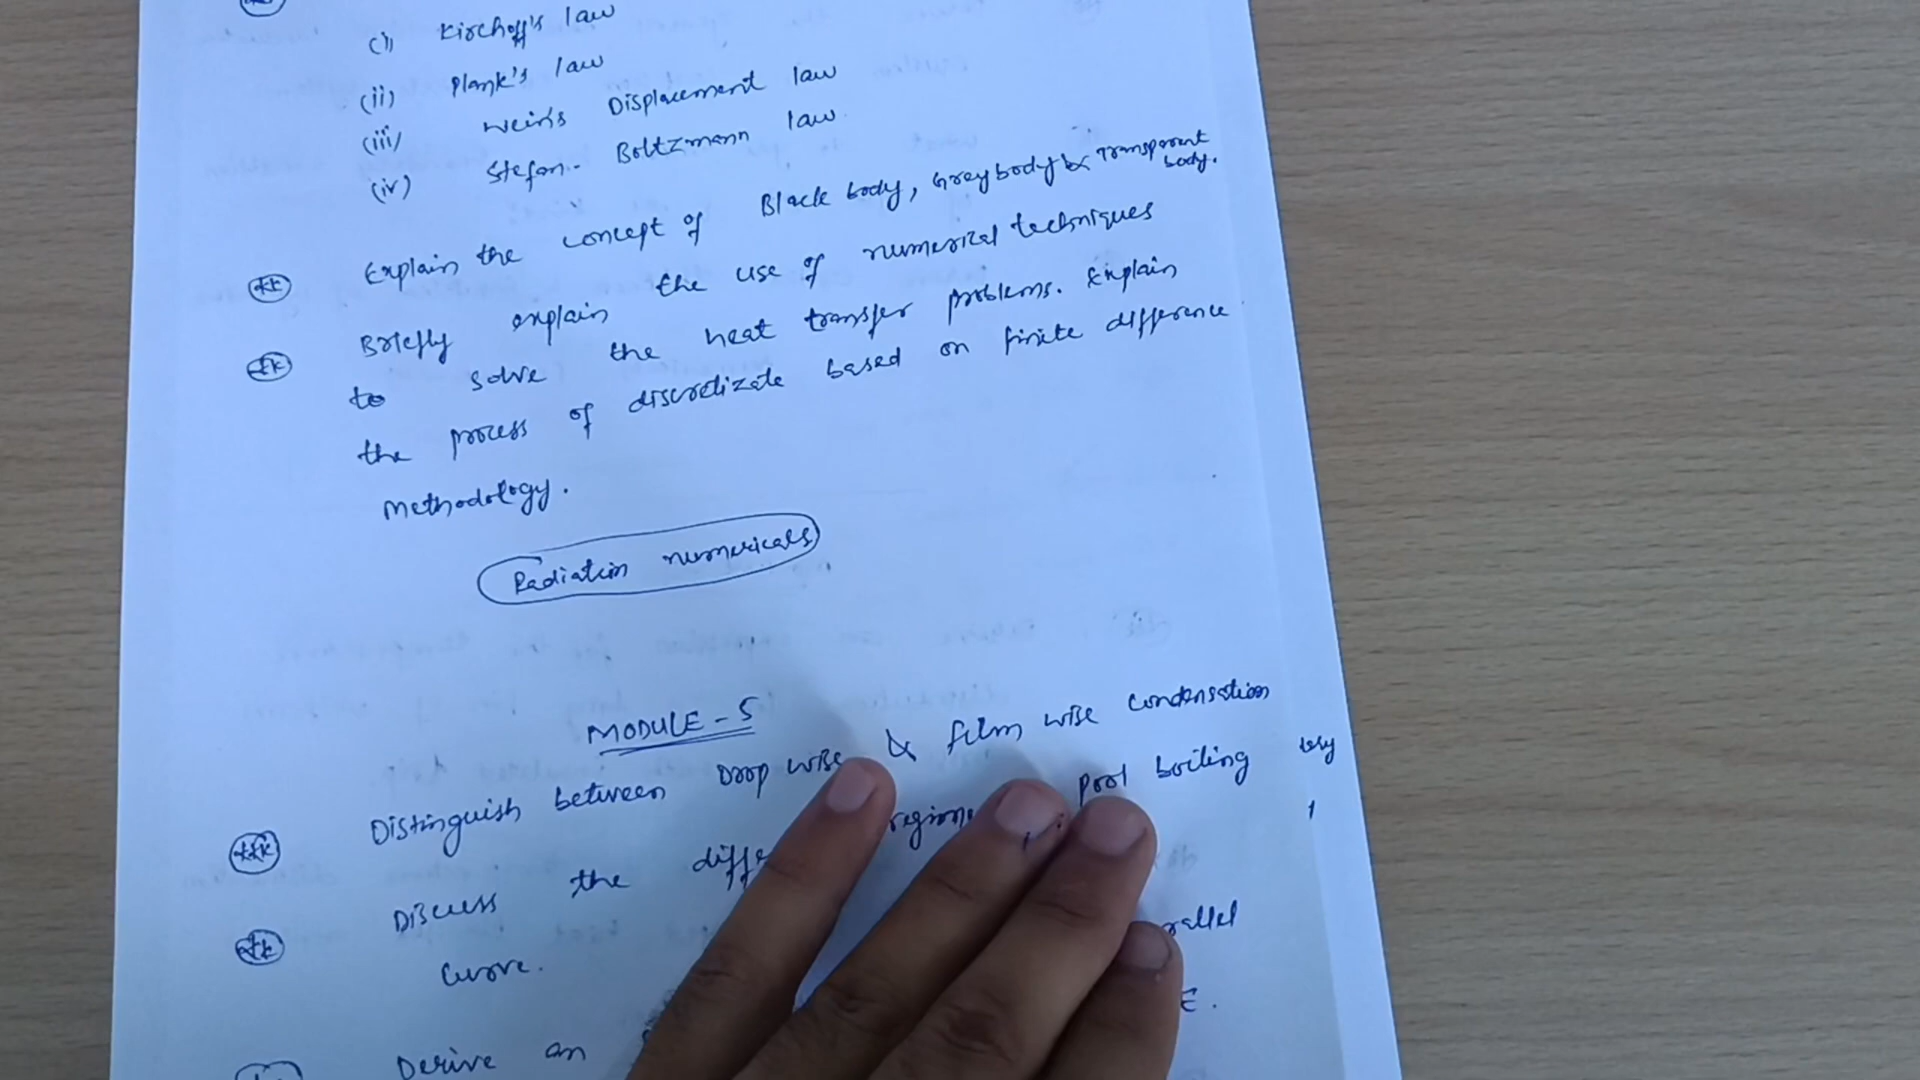 (i) Kirchoff's law
(ii) Plank's law
(iii) Wein's Displacement law
(iv) Stefan- Boltzmann law.
** Explain the concept of Black body, Grey body & Transparent body.
** Briefly explain the use of numerical techniques
to solve the heat transfer problems. Explain
the process of discretizate based on finite difference
methodology.
Radiation numericals
MODULE - 5
*** Distinguish between Drop wise & film wise condensation
** Discuss the regime pool boiling
curve.
E.
Derive an